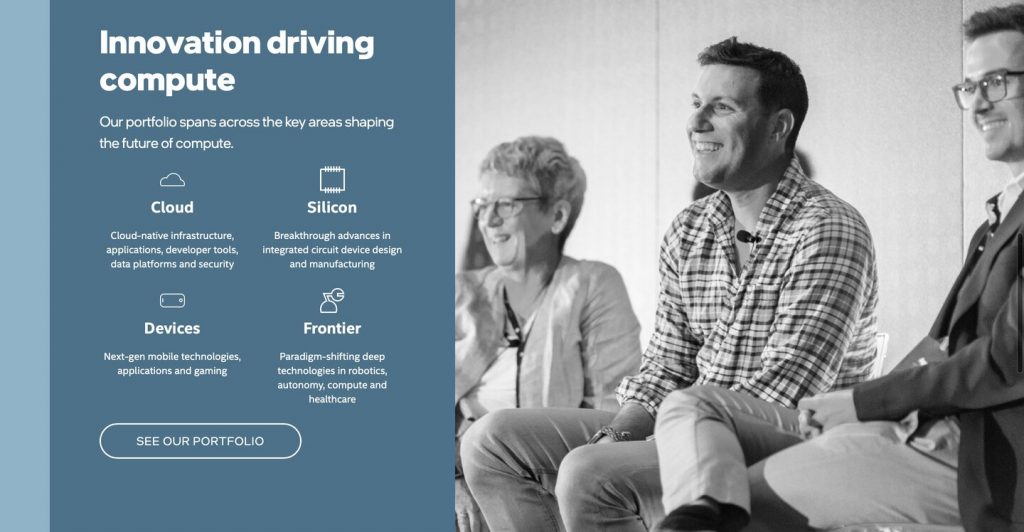 Innovation driving
compute
Our portfolio spans across the key areas shaping
the future of compute.
Cloud
Cloud-native infrastructure,
applications, developer tools,
data platforms and security
Silicon
Breakthrough advances in
integrated circuit device design
and manufacturing
Devices
Next-gen mobile technologies,
applications and gaming
Frontier
Paradigm-shifting deep
technologies in robotics,
autonomy, compute and
healthcare
SEE OUR PORTFOLIO